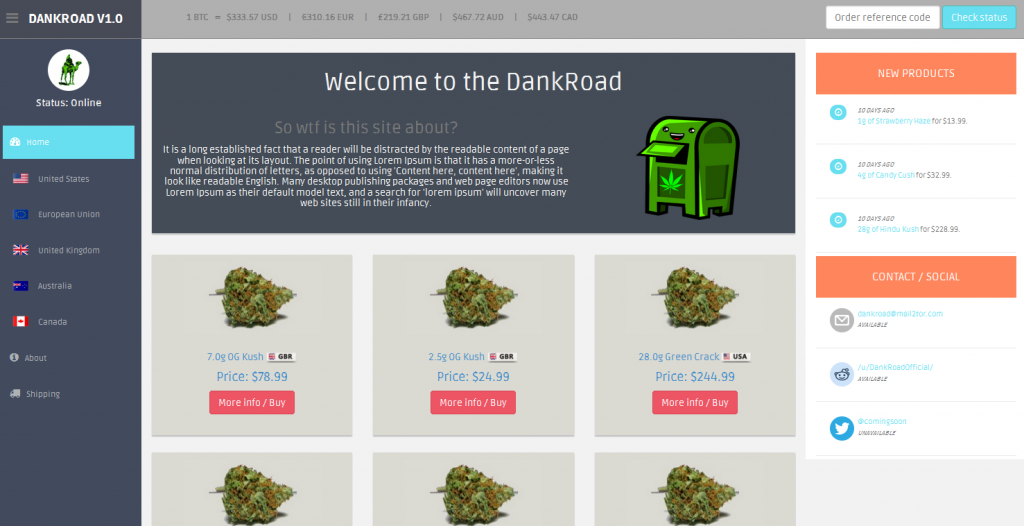 DANKROAD V1.0
1 BTC = $333.57 USD | 6310.16 EUR | £219.21 GBP | $467.72 AUD | $443.47 CAD
Order reference code
Check status
Status: Online
Home
United States
European Union
United Kingdom
Australia
Canada
About
Shipping
Welcome to the DankRoad
So wtf is this site about?
It is a long established fact that a reader will be distracted by the readable content of a page
when looking at its layout. The point of using Lorem Ipsum is that it has a more-or-less
normal distribution of letters, as opposed to using 'Content here, content here', making it
look like readable English. Many desktop publishing packages and web page editors now use
Lorem Ipsum as their default model text, and a search for 'lorem ipsum' will uncover many
web sites still in their infancy.
7.0g OG Kush GBR
Price: $78.99
More info / Buy
2.5g OG Kush GBR
Price: $24.99
More info / Buy
28.0g Green Crack USA
Price: $244.99
More info / Buy
NEW PRODUCTS
10 DAYS AGO
1g of Strawberry Haze for $13.99.
10 DAYS AGO
4g of Candy Cush for $32.99.
10 DAYS AGO
28g of Hindu Kush for $228.99.
CONTACT / SOCIAL
dankroad@mail2tor.com
AVAILABLE
/u/DankRoadOfficial/
AVAILABLE
@comingsoon
UNAVAILABLE